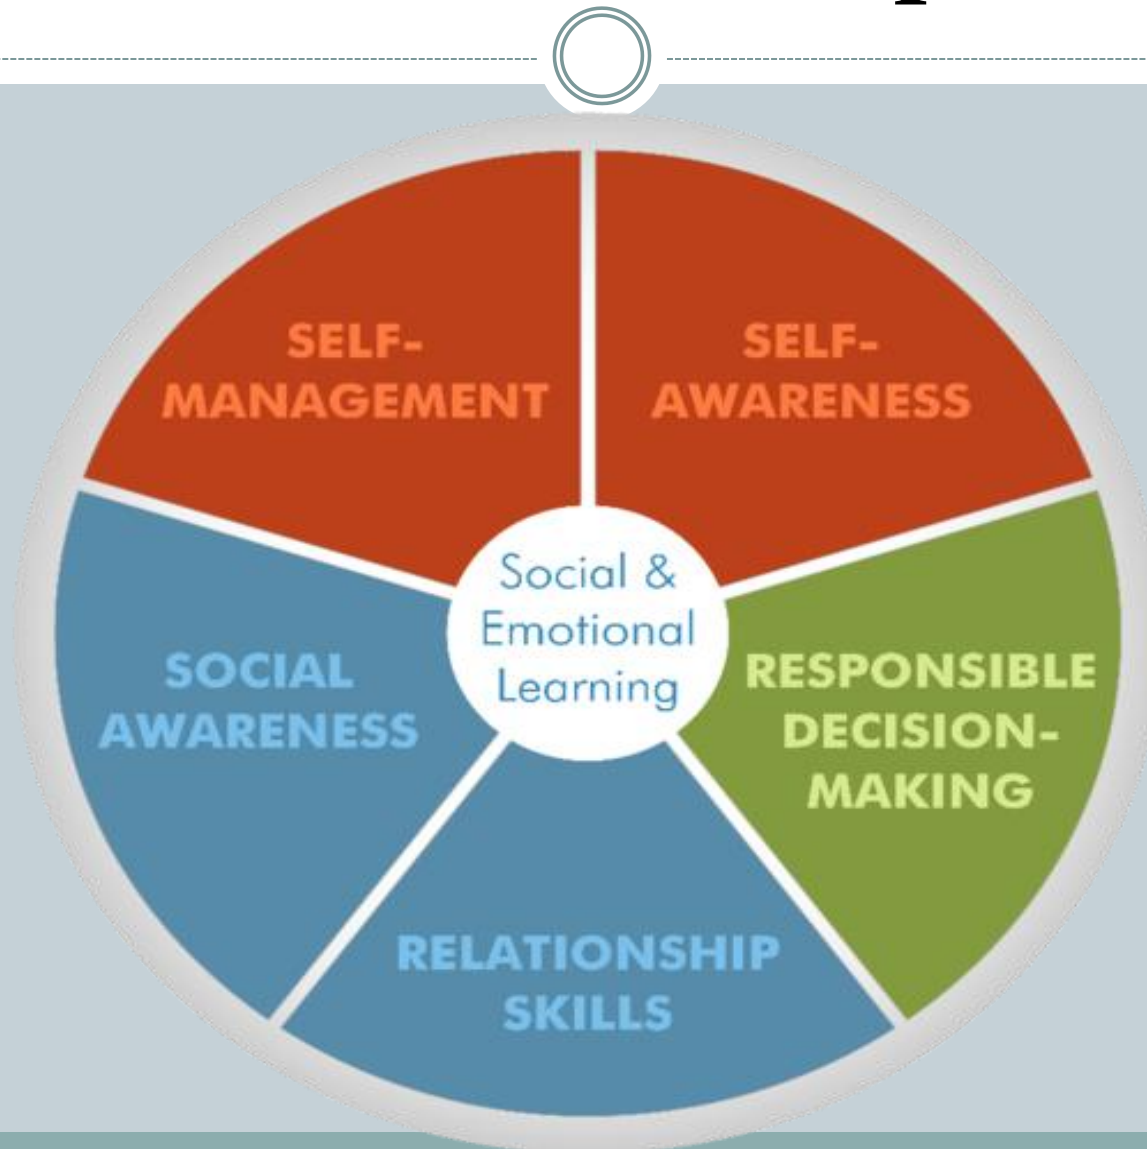 SELF-
MANAGEMENT
SELF-
AWARENESS
Social &
Emotional
Learning
SOCIAL
AWARENESS
RESPONSIBLE
DECISION-
MAKING
RELATIONSHIP
SKILLS